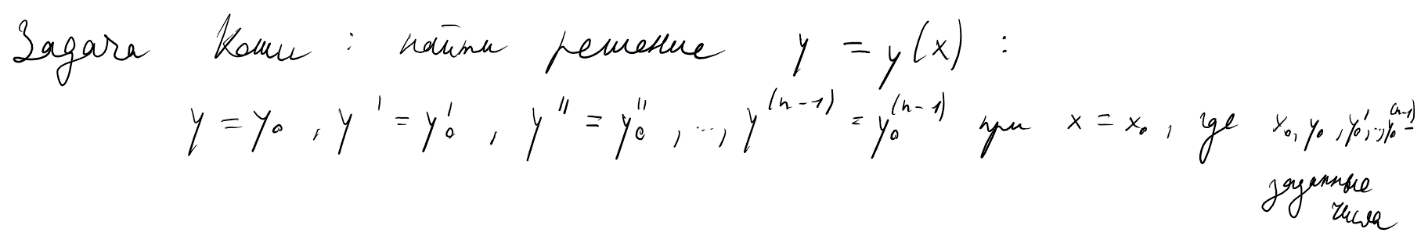 Задача Коши : найти решение y = y(x) :
y = y₀ , y' = y₀' , y'' = y₀'' , ..., y⁽ⁿ⁻¹⁾ = y₀⁽ⁿ⁻¹⁾ при x = x₀ , где x₀, y₀, y₀', .., y₀⁽ⁿ⁻¹⁾ –
заданные
числа